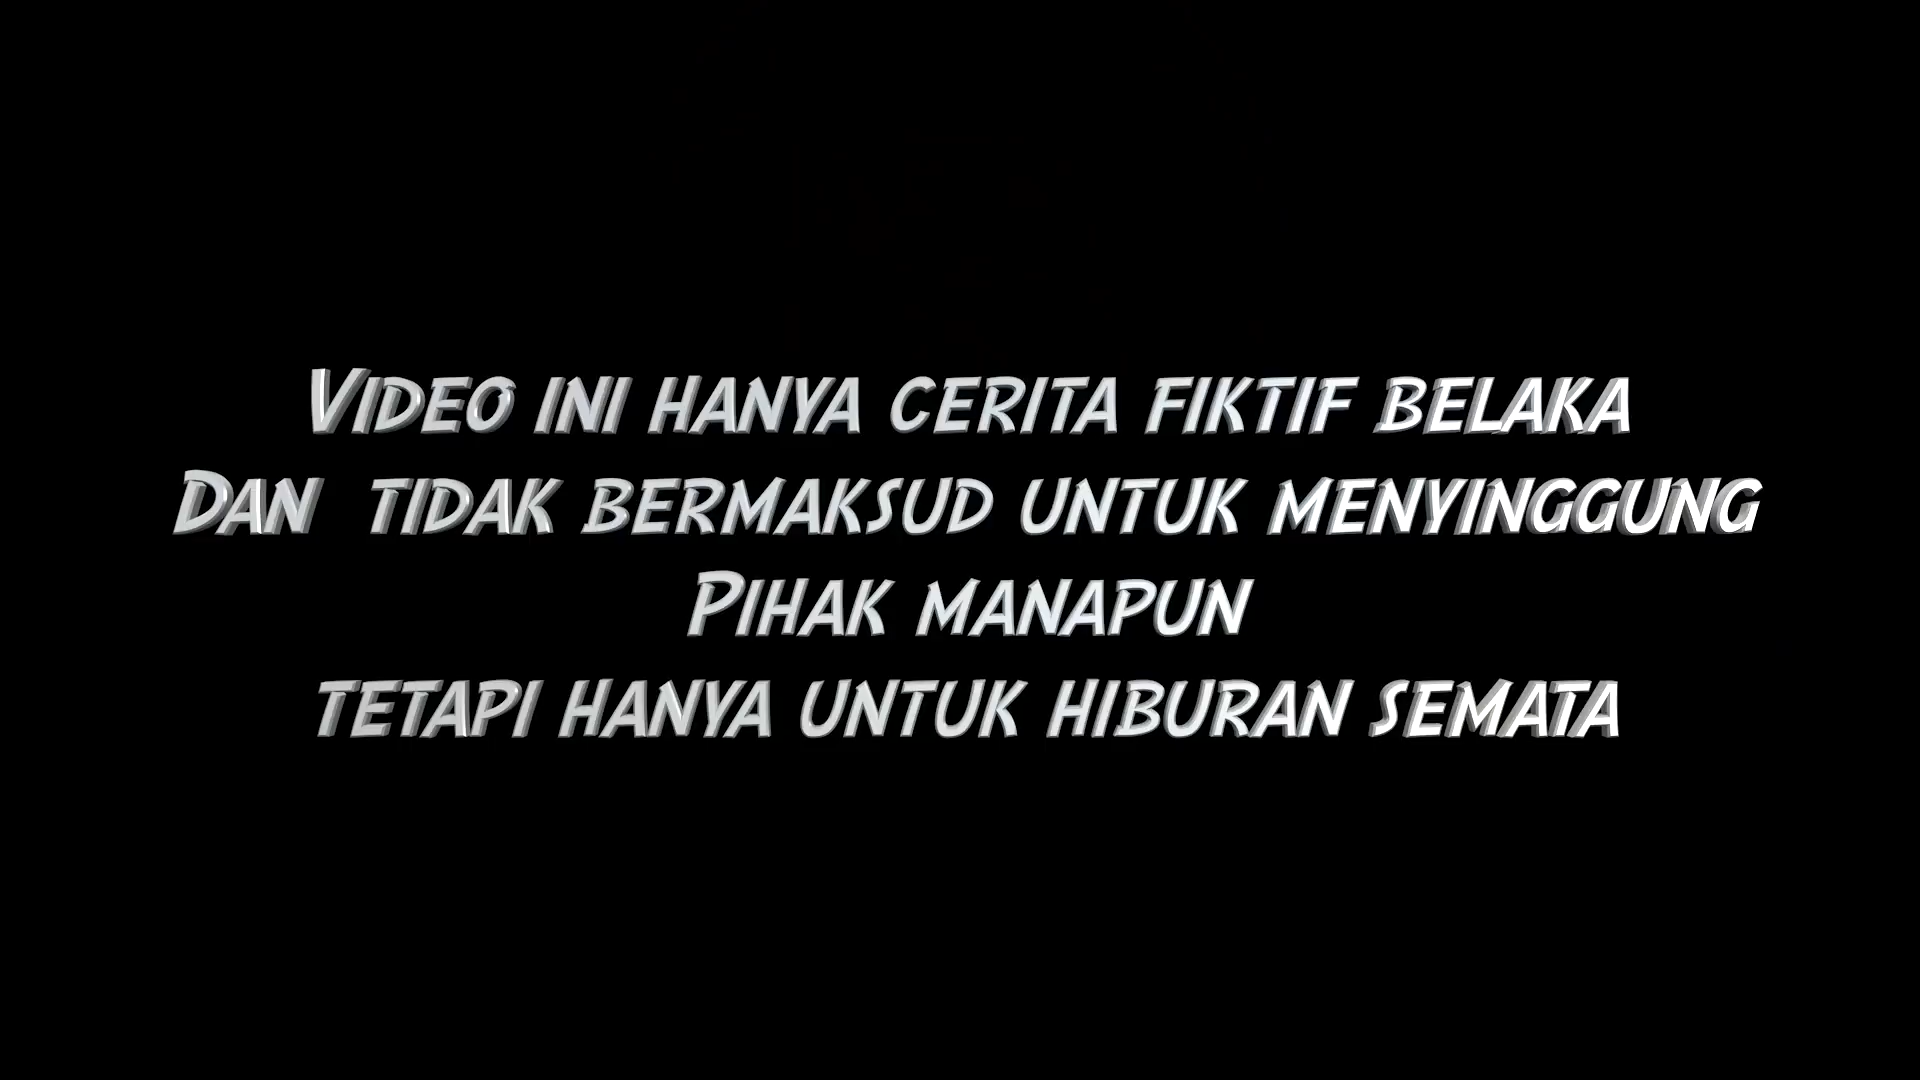 Video ini hanya cerita fiktif belaka
Dan tidak bermaksud untuk menyinggung
Pihak manapun
tetapi hanya untuk hiburan semata